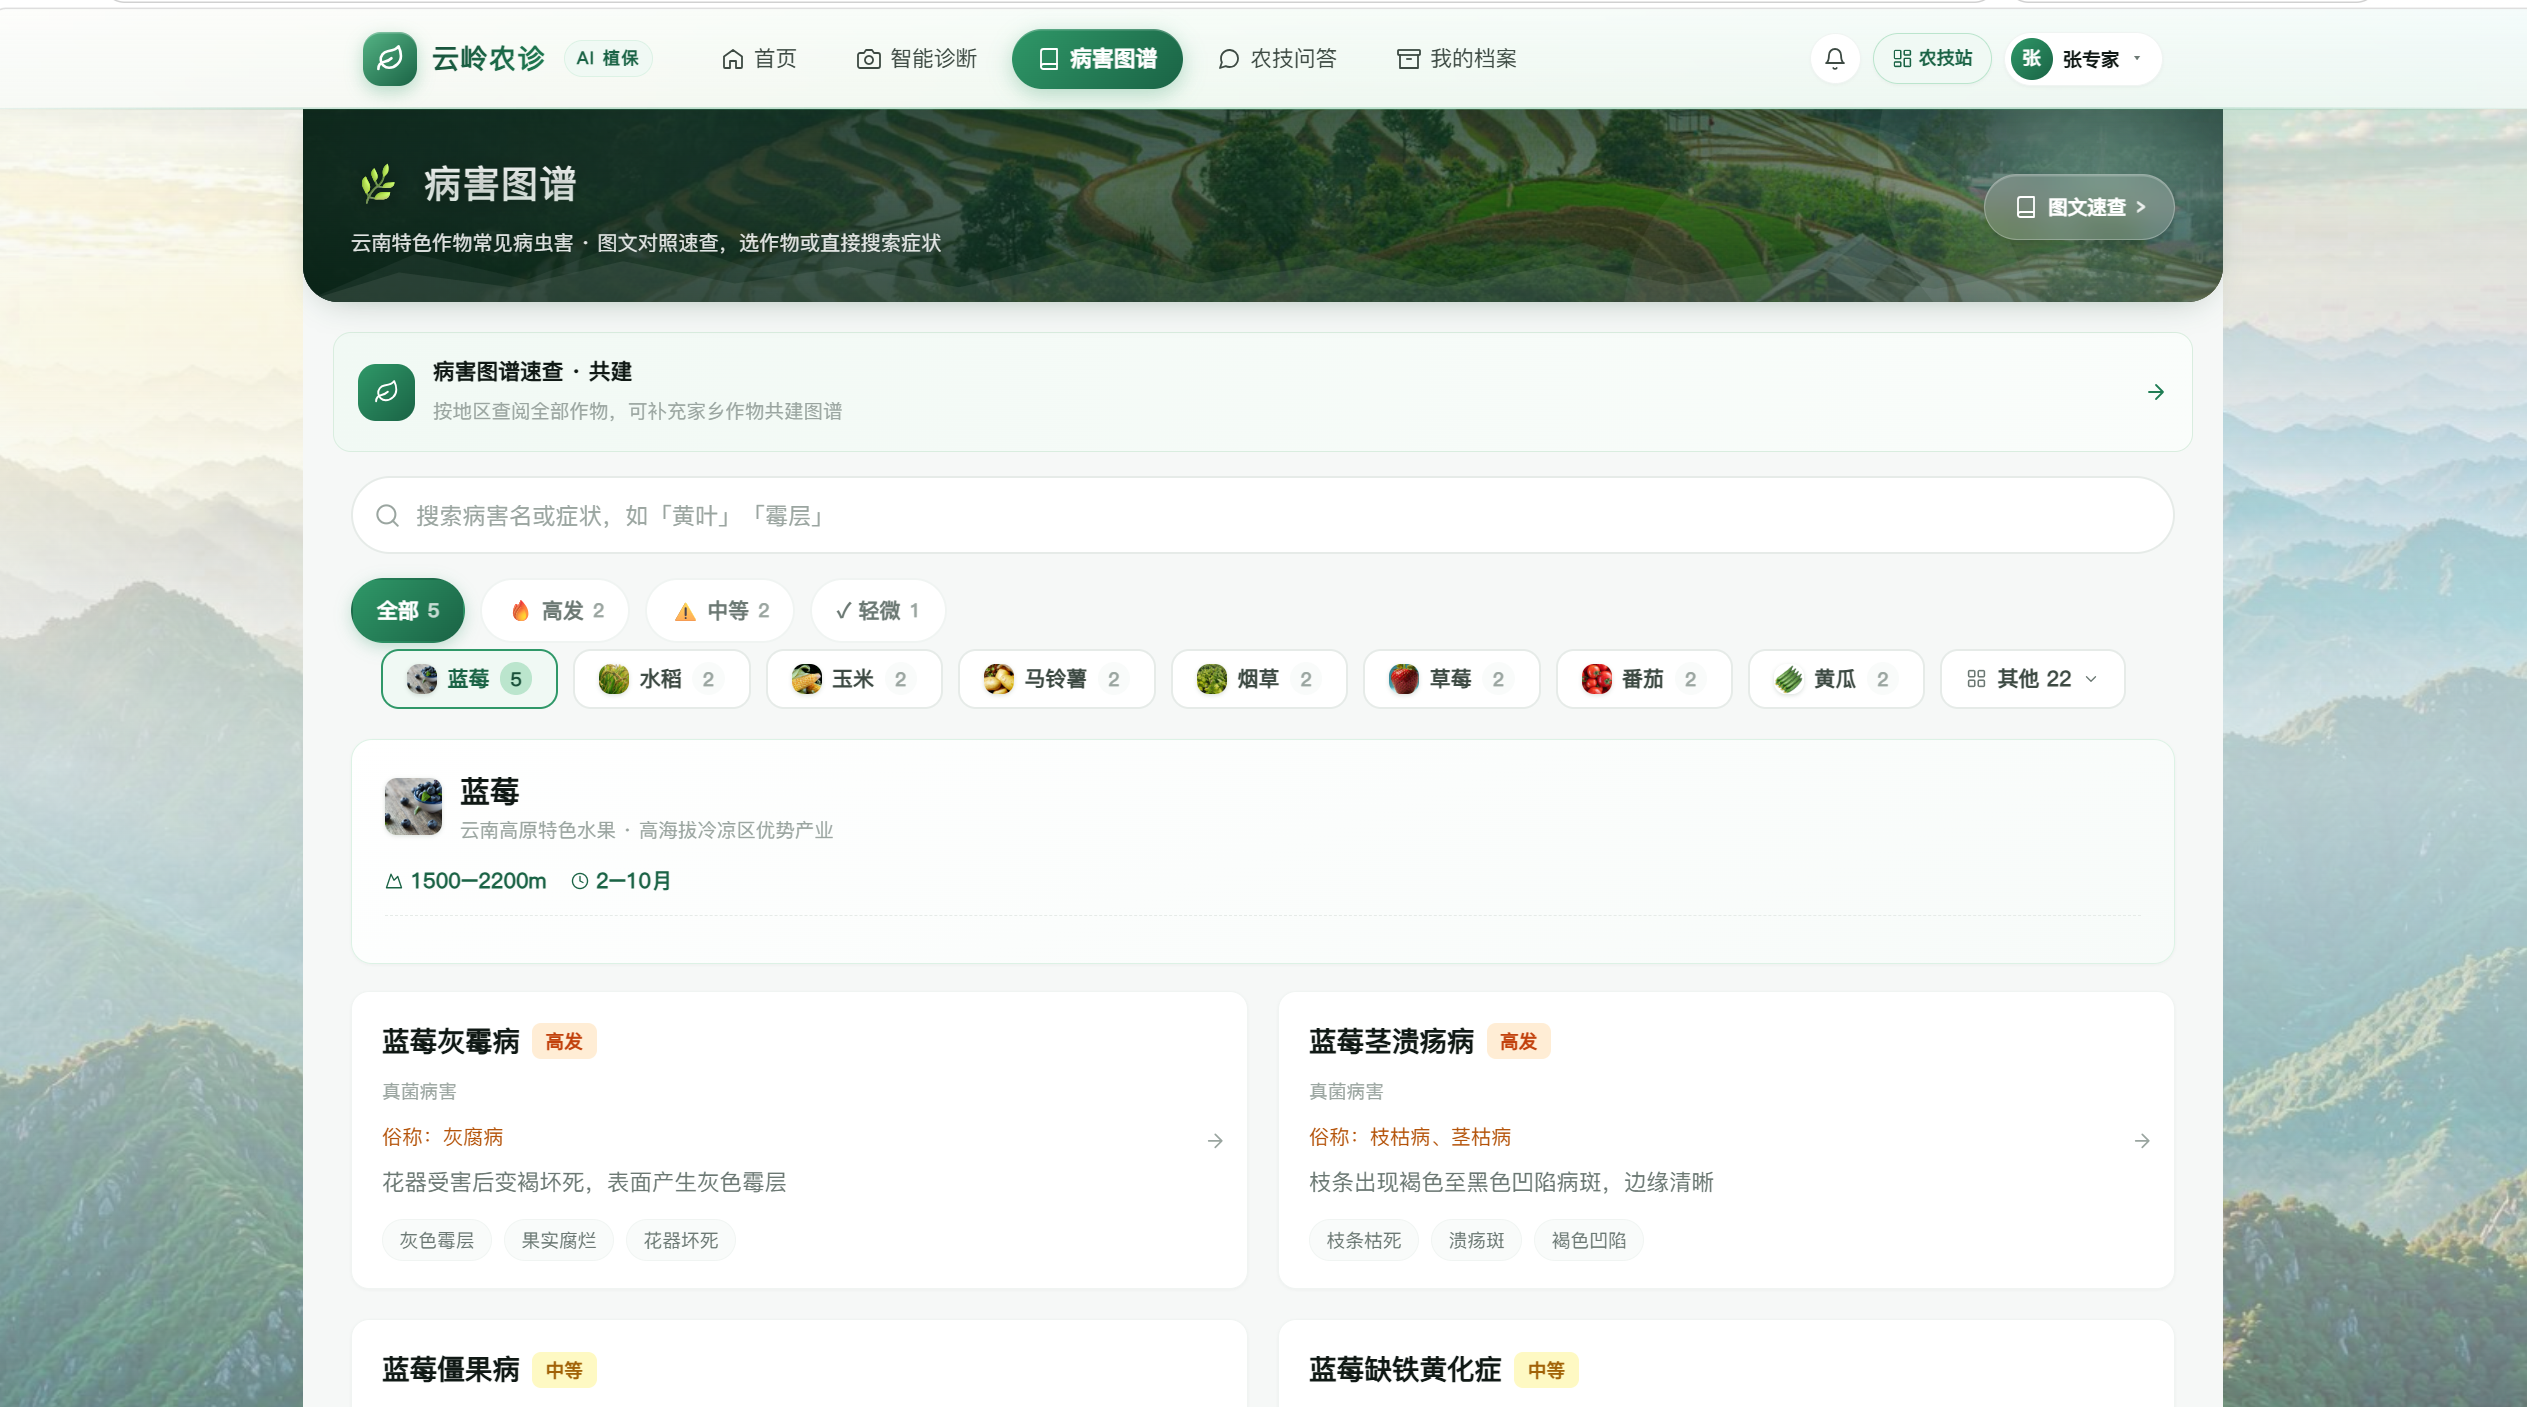 云岭农诊 AI 植保 首页 智能诊断 病害图谱 农技问答 我的档案 农技站 张 张专家
病害图谱
云南特色作物常见病虫害 · 图文对照速查，选作物或直接搜索症状
图文速查 >
病害图谱速查 · 共建
按地区查阅全部作物，可补充家乡作物共建图谱
搜索病害名或症状，如「黄叶」「霉层」
全部 5 高发 2 中等 2 ✓ 轻微 1
蓝莓 5 水稻 2 玉米 2 马铃薯 2 烟草 2 草莓 2 番茄 2 黄瓜 2 其他 22
蓝莓
云南高原特色水果 · 高海拔冷凉区优势产业
1500—2200m 2—10月
蓝莓灰霉病 高发
真菌病害
俗称：灰腐病
花器受害后变褐坏死，表面产生灰色霉层
灰色霉层 果实腐烂 花器坏死
蓝莓茎溃疡病 高发
真菌病害
俗称：枝枯病、茎枯病
枝条出现褐色至黑色凹陷病斑，边缘清晰
枝条枯死 溃疡斑 褐色凹陷
蓝莓僵果病 中等
蓝莓缺铁黄化症 中等